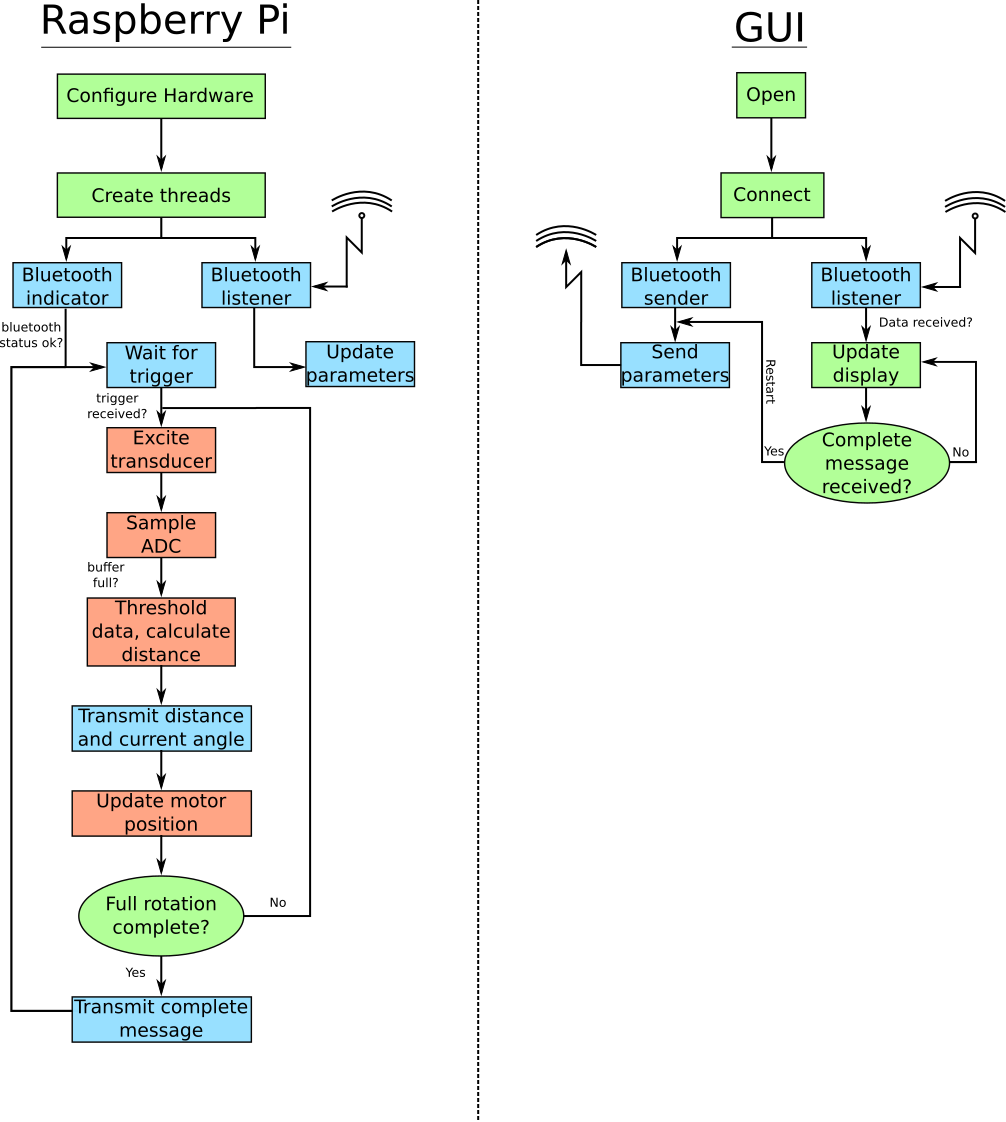 Raspberry Pi
Configure Hardware
Create threads
Bluetooth
indicator
Bluetooth
listener
bluetooth
status ok?
Wait for
trigger
Update
parameters
trigger
received?
Excite
transducer
Sample
ADC
buffer
full?
Threshold
data, calculate
distance
Transmit distance
and current angle
Update motor
position
Full rotation
complete?
No
Yes
Transmit complete
message
GUI
Open
Connect
Bluetooth
sender
Bluetooth
listener
Data received?
Send
parameters
Restart
Update
display
Yes
Complete
message
received?
No